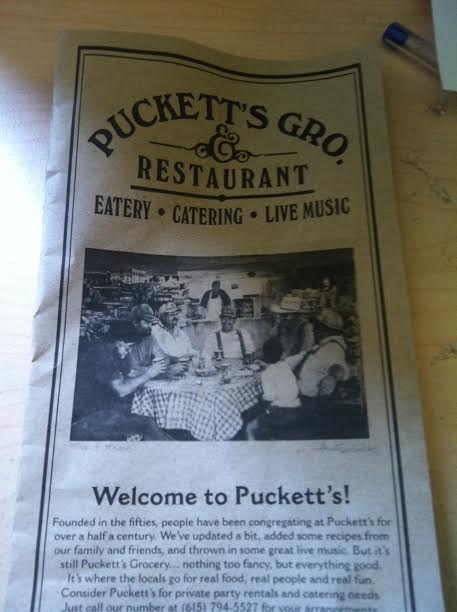 PUCKETT'S GRO.
&
RESTAURANT
EATERY • CATERING • LIVE MUSIC
Welcome to Puckett's!
Founded in the fifties, people have been congregating at Puckett's for
over a half a century. We've updated a bit, added some recipes from
our family and friends, and thrown in some great live music. But it's
still Puckett's Grocery... nothing too fancy, but everything good.
It's where the locals go for real food, real people and real fun.
Consider Puckett's for private party rentals and catering services.
Just call our number at (615) 794-5527 for your arrangements